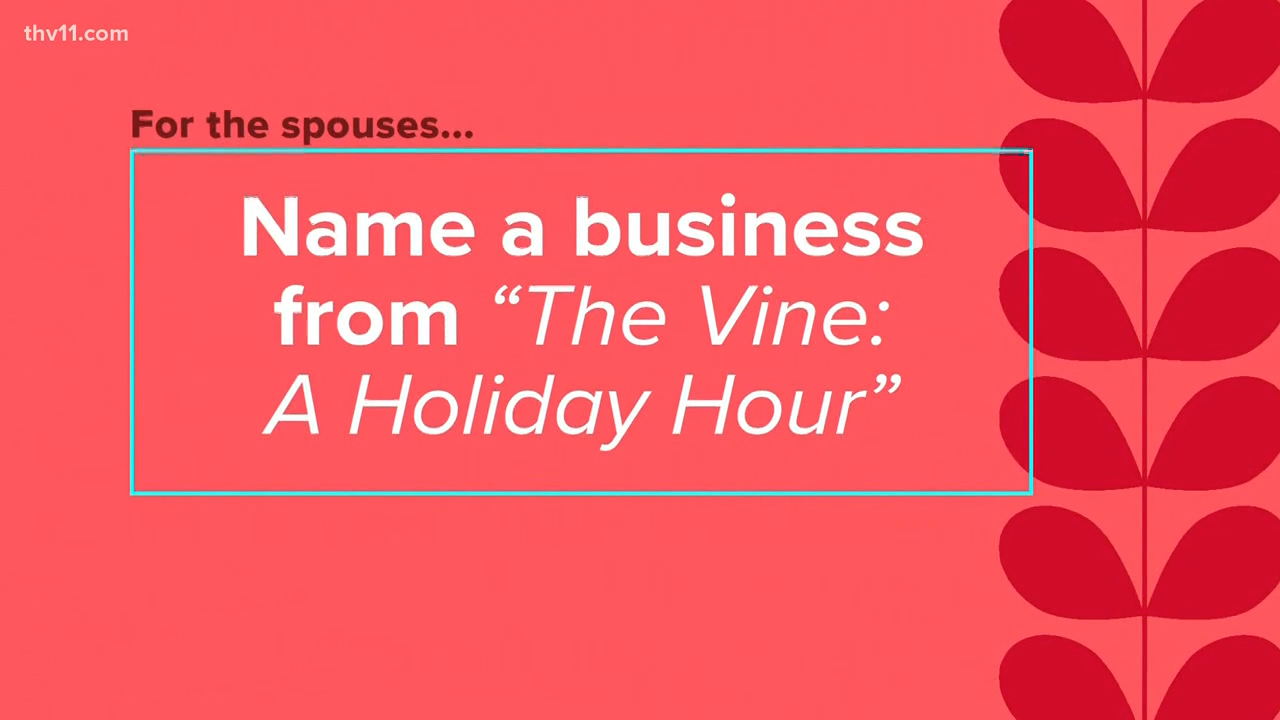 thv11.com
For the spouses...
Name a business
from “The Vine:
A Holiday Hour”